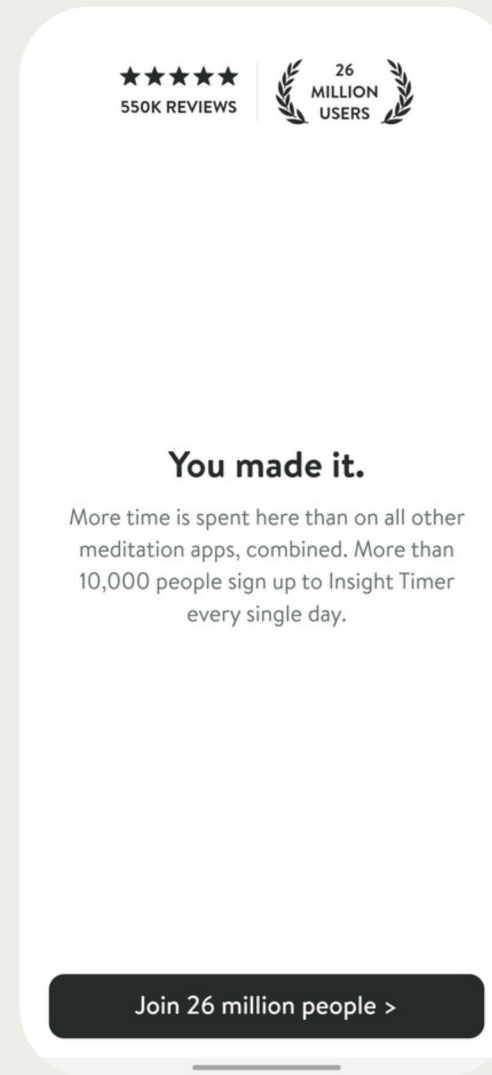 550K REVIEWS
26
MILLION
USERS
You made it.
More time is spent here than on all other
meditation apps, combined. More than
10,000 people sign up to Insight Timer
every single day.
Join 26 million people >